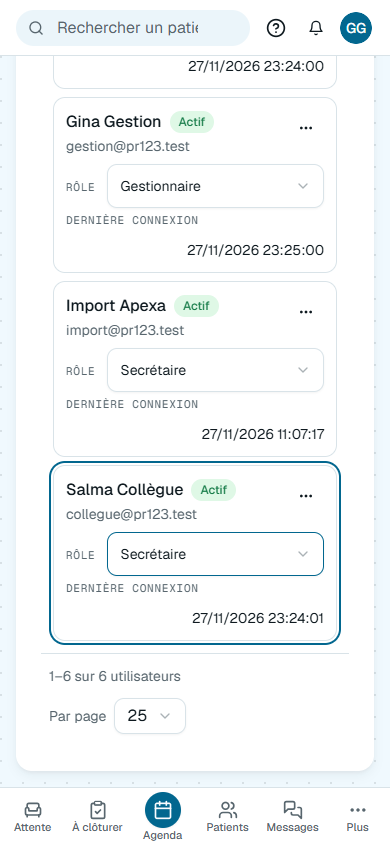 Rechercher un patie
GG
27/11/2026 23:24:00
Gina Gestion Actif
gestion@pr123.test
RÔLE Gestionnaire
DERNIÈRE CONNEXION
27/11/2026 23:25:00
Import Apexa Actif
import@pr123.test
RÔLE Secrétaire
DERNIÈRE CONNEXION
27/11/2026 11:07:17
Salma Collègue Actif
collegue@pr123.test
RÔLE Secrétaire
DERNIÈRE CONNEXION
27/11/2026 23:24:01
1–6 sur 6 utilisateurs
Par page 25
Attente À clôturer Agenda Patients Messages Plus